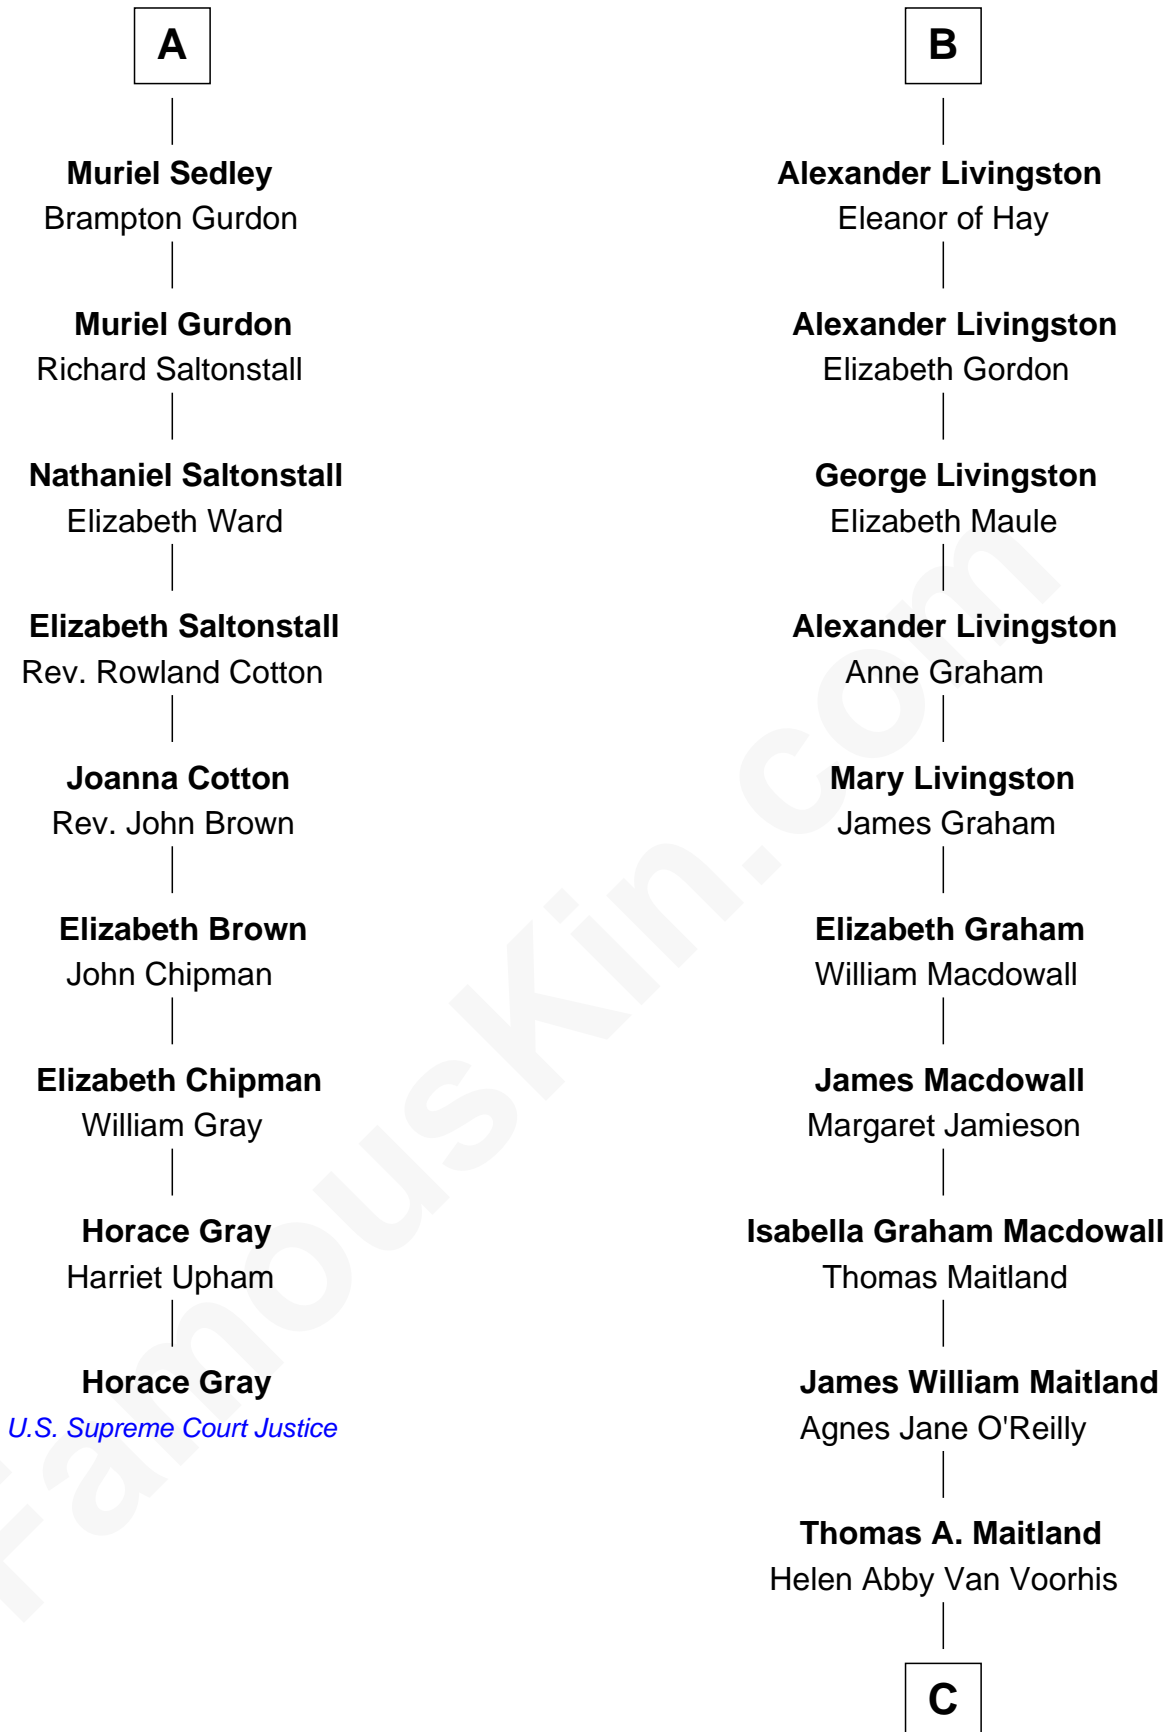 A
Muriel Sedley
Brampton Gurdon
Muriel Gurdon
Richard Saltonstall
Nathaniel Saltonstall
Elizabeth Ward
Elizabeth Saltonstall
Rev. Rowland Cotton
Joanna Cotton
Rev. John Brown
Elizabeth Brown
John Chipman
Elizabeth Chipman
William Gray
Horace Gray
Harriet Upham
Horace Gray
U.S. Supreme Court Justice
B
Alexander Livingston
Eleanor of Hay
Alexander Livingston
Elizabeth Gordon
George Livingston
Elizabeth Maule
Alexander Livingston
Anne Graham
Mary Livingston
James Graham
Elizabeth Graham
William Macdowall
James Macdowall
Margaret Jamieson
Isabella Graham Macdowall
Thomas Maitland
James William Maitland
Agnes Jane O'Reilly
Thomas A. Maitland
Helen Abby Van Voorhis
C
FamousKin.com